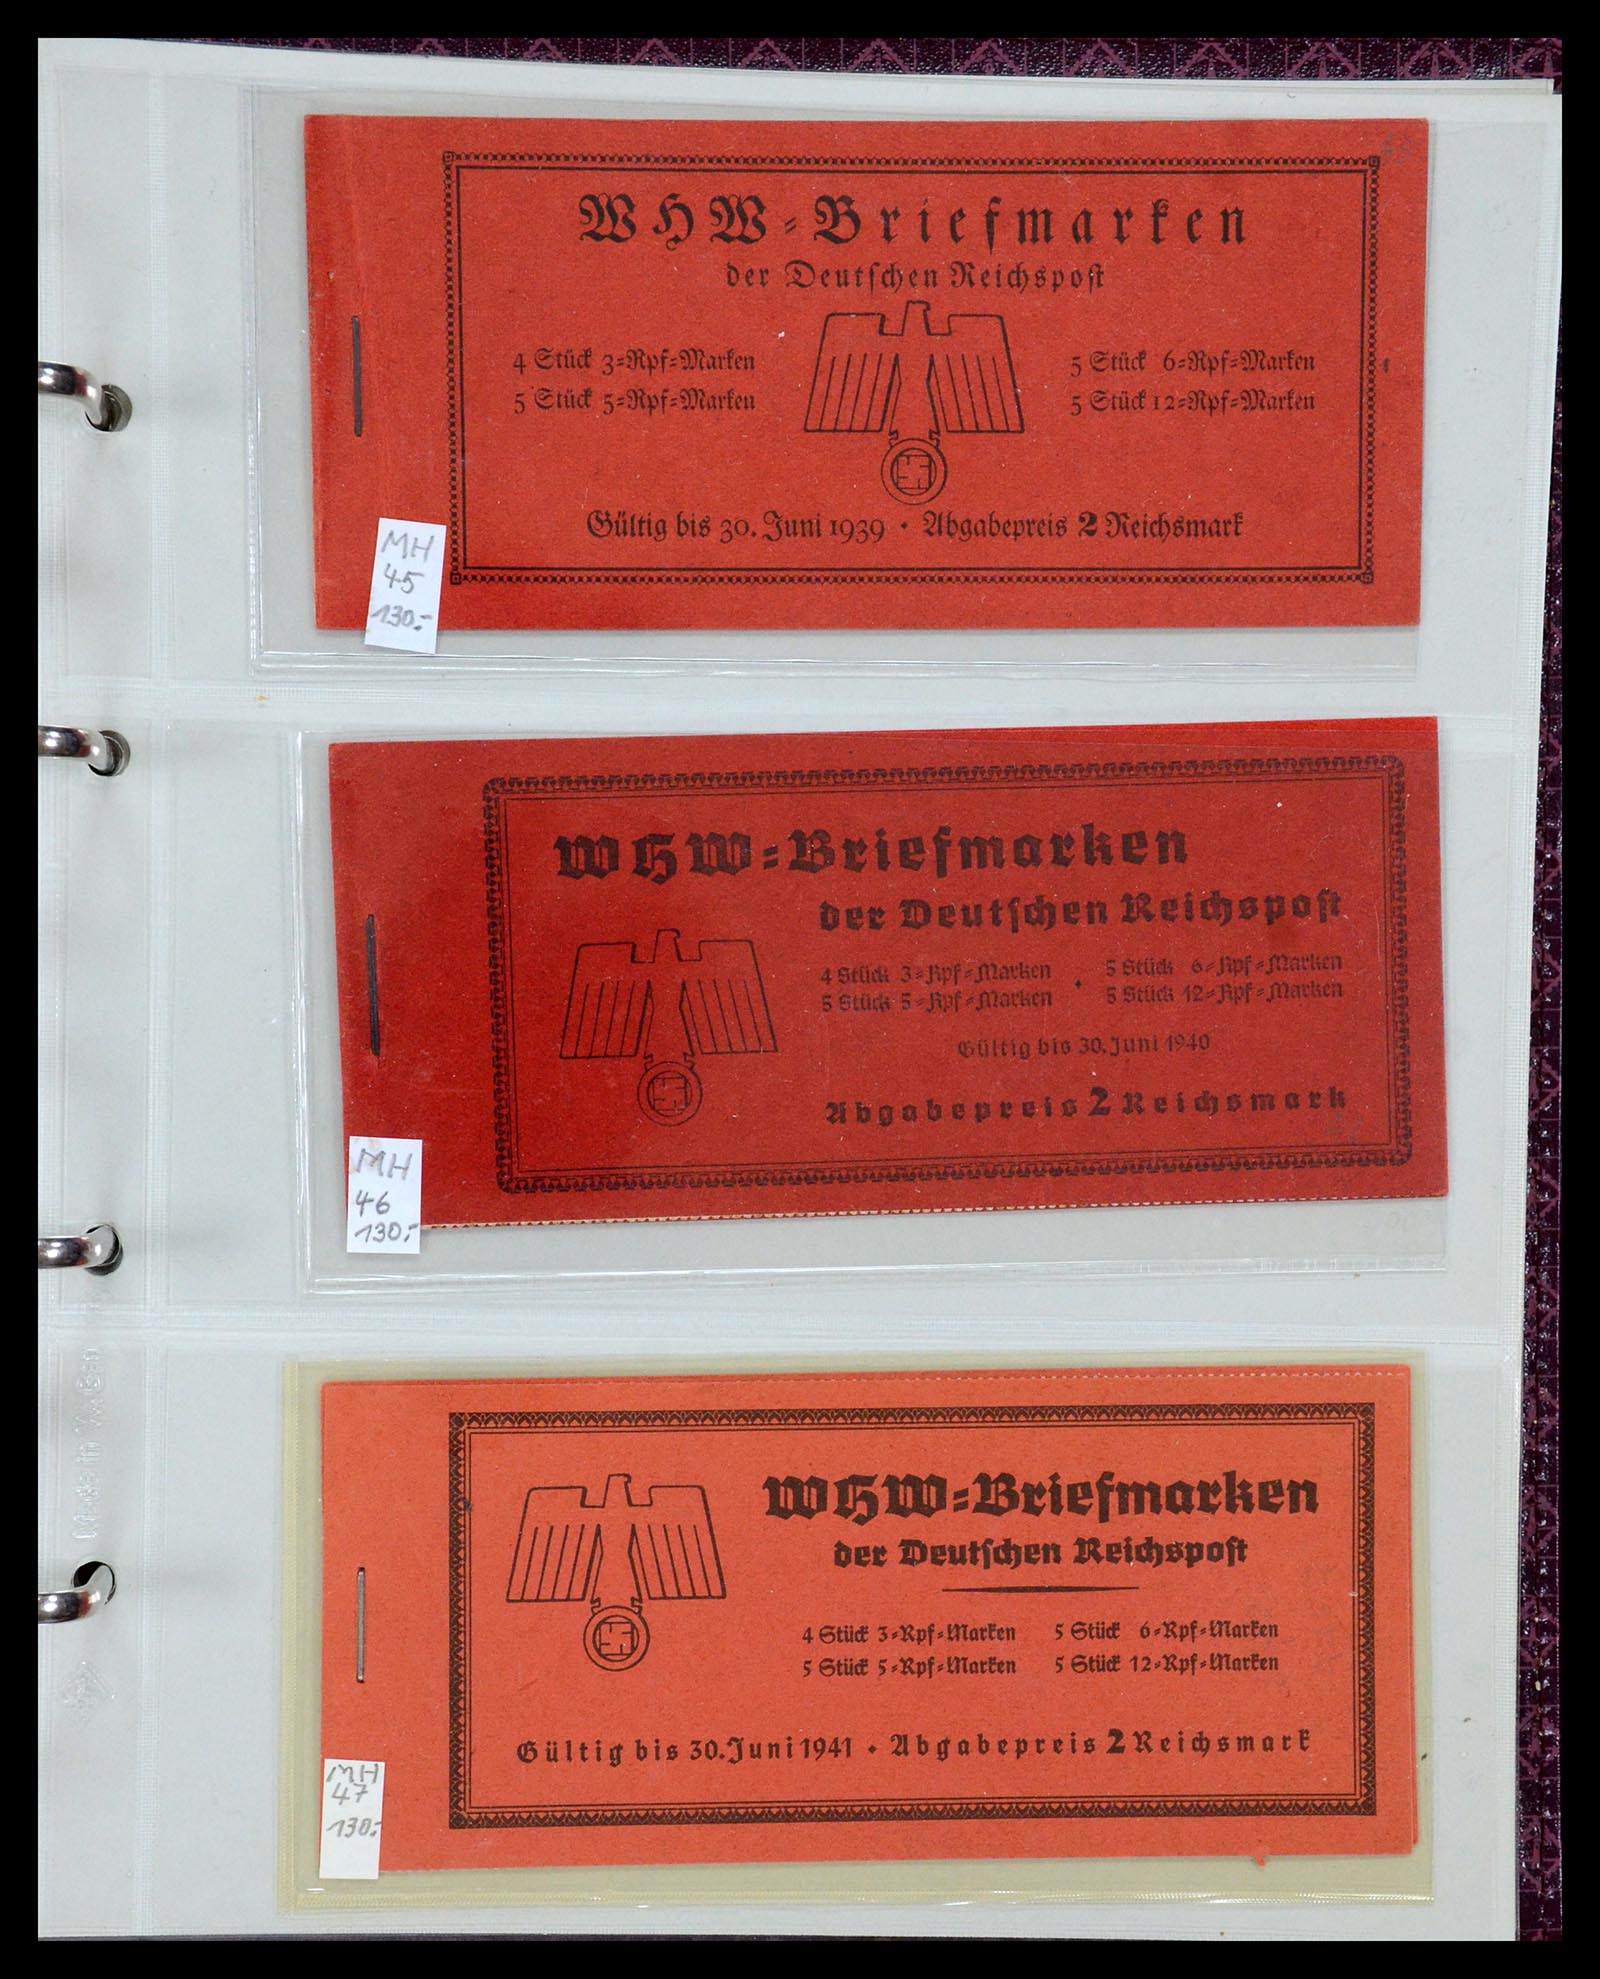 WHW-Briefmarken
der Deutschen Reichspost
4 Stück 3-Rpf-Marken 5 Stück 6-Rpf-Marken
5 Stück 5-Rpf-Marken 5 Stück 12-Rpf-Marken
Gültig bis 30. Juni 1939 • Abgabepreis 2 Reichsmark
MH
45
130.-
WHW-Briefmarken
der Deutschen Reichspost
4 Stück 3-Rpf-Marken • 5 Stück 6-Rpf-Marken
5 Stück 5-Rpf-Marken 5 Stück 12-Rpf-Marken
Gültig bis 30. Juni 1940
Abgabepreis 2 Reichsmark
MH
46
130.-
WHW-Briefmarken
der Deutschen Reichspost
4 Stück 3-Rpf-Marken 5 Stück 6-Rpf-Marken
5 Stück 5-Rpf-Marken 5 Stück 12-Rpf-Marken
Gültig bis 30. Juni 1941 • Abgabepreis 2 Reichsmark
MH
47
130.-
Made in W.-Ger